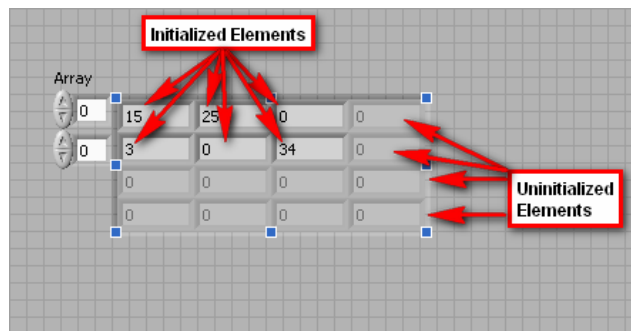 Initialized Elements
Array
0
15 25 0 0
0
3 0 34 0
0 0 0 0
0 0 0 0
Uninitialized
Elements